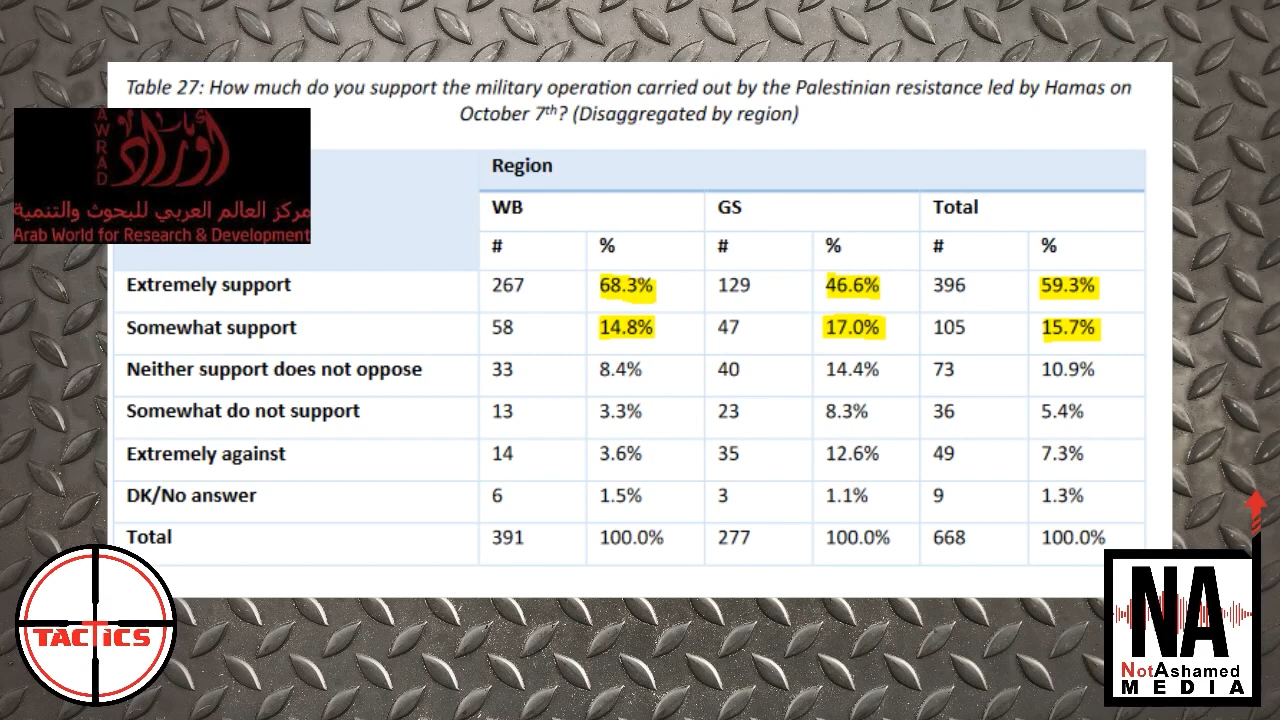 Table 27: How much do you support the military operation carried out by the Palestinian resistance led by Hamas on
October 7th? (Disaggregated by region)
AWRAD
أوراد
مركز العالم العربي للبحوث والتنمية
Arab World for Research & Development
Region
WB GS Total
# % # % # %
Extremely support 267 68.3% 129 46.6% 396 59.3%
Somewhat support 58 14.8% 47 17.0% 105 15.7%
Neither support does not oppose 33 8.4% 40 14.4% 73 10.9%
Somewhat do not support 13 3.3% 23 8.3% 36 5.4%
Extremely against 14 3.6% 35 12.6% 49 7.3%
DK/No answer 6 1.5% 3 1.1% 9 1.3%
Total 391 100.0% 277 100.0% 668 100.0%
TACTICS
NA
NotAshamed
MEDIA